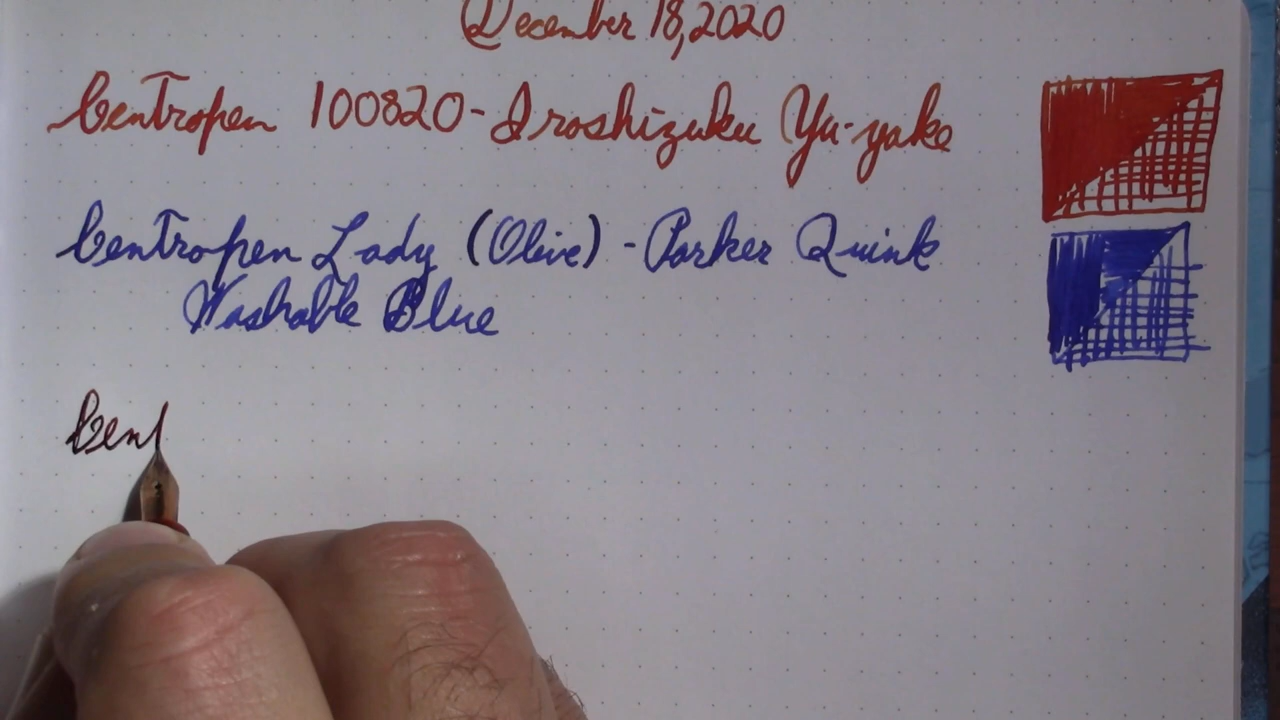 December 18, 2020
Centropen 100820 - Iroshizuku Yu-yake
Centropen Lady (Olive) - Parker Quink
Washable Blue
Cent